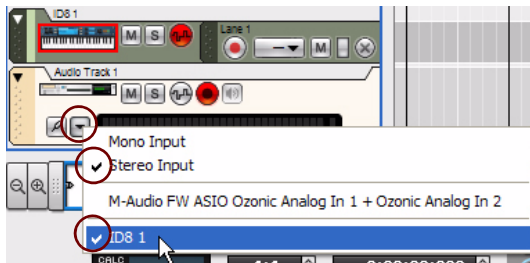 ID8 1
M S
Lane 1
M
Audio Track 1
M S
Mono Input
Stereo Input
M-Audio FW ASIO Ozonic Analog In 1 + Ozonic Analog In 2
ID8 1
CALC